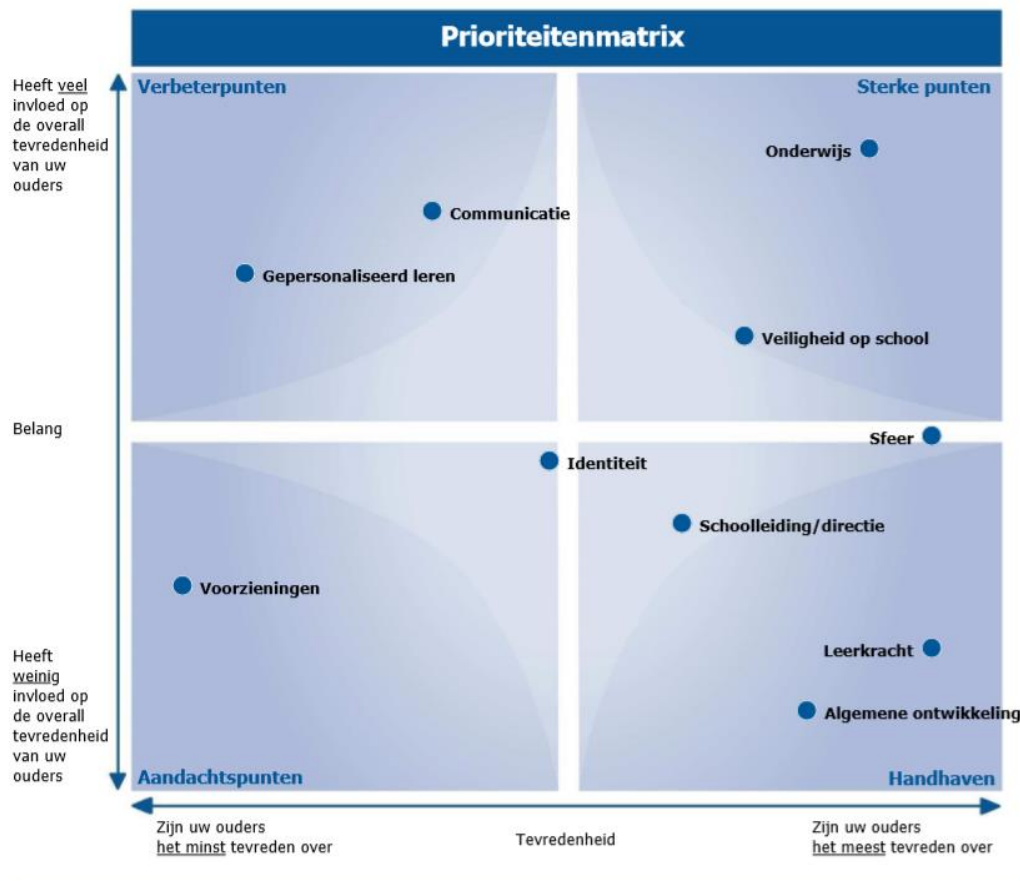 Prioriteitenmatrix
Heeft veel
invloed op
de overall
tevredenheid
van uw
ouders
Verbeterpunten
Sterke punten
Onderwijs
Communicatie
Gepersonaliseerd leren
Veiligheid op school
Belang
Sfeer
Identiteit
Schoolleiding/directie
Voorzieningen
Leerkracht
Algemene ontwikkeling
Heeft
weinig
invloed op
de overall
tevredenheid
van uw
ouders
Aandachtspunten
Handhaven
Zijn uw ouders
het minst tevreden over
Tevredenheid
Zijn uw ouders
het meest tevreden over